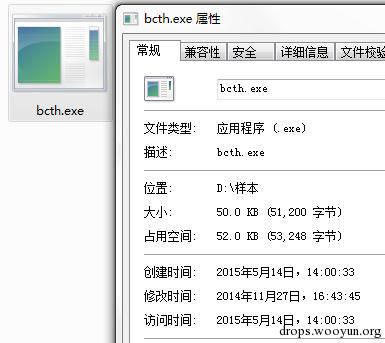 bcth.exe 属性
常规 兼容性 安全 详细信息 文件校验
bcth.exe
bcth.exe
文件类型: 应用程序 (.exe)
描述: bcth.exe
位置: D:\样本
大小: 50.0 KB (51,200 字节)
占用空间: 52.0 KB (53,248 字节)
创建时间: 2015年5月14日, 14:00:33
修改时间: 2014年11月27日, 16:43:45
访问时间: 2015年5月14日, 14:00:33
drops.wooyun.org